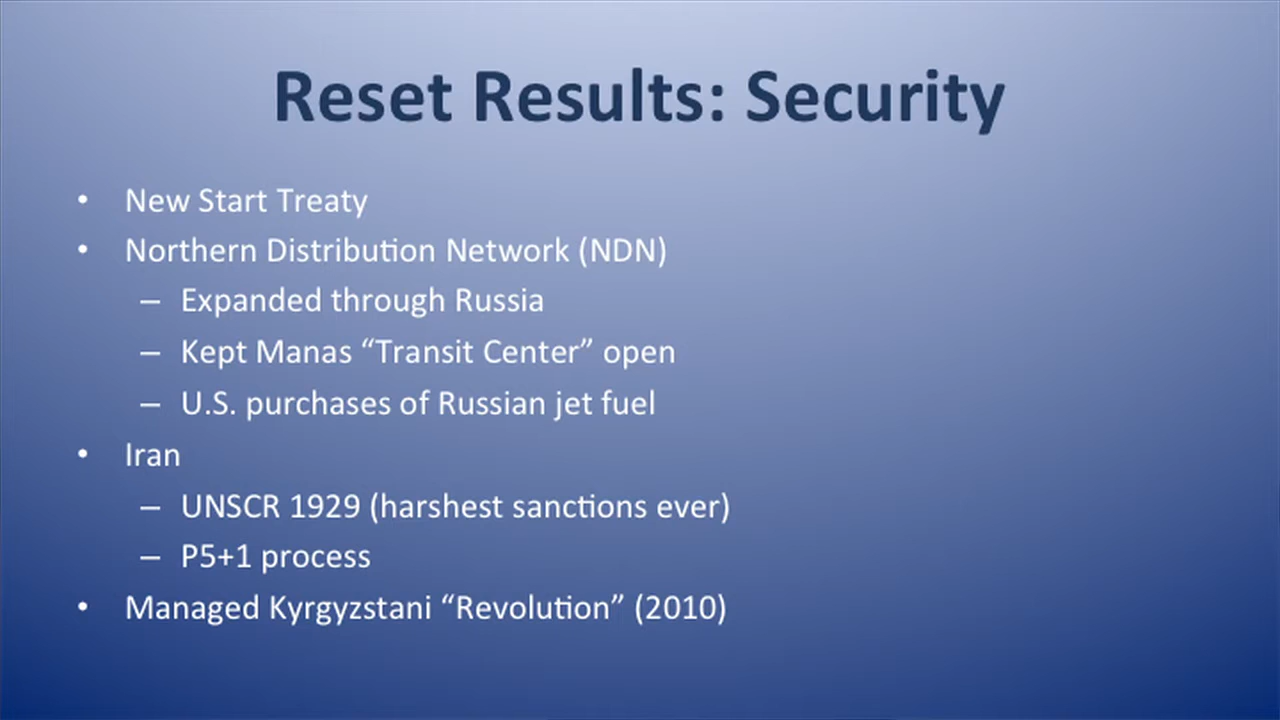 Reset Results: Security
• New Start Treaty
• Northern Distribution Network (NDN)
– Expanded through Russia
– Kept Manas “Transit Center” open
– U.S. purchases of Russian jet fuel
• Iran
– UNSCR 1929 (harshest sanctions ever)
– P5+1 process
• Managed Kyrgyzstani “Revolution” (2010)